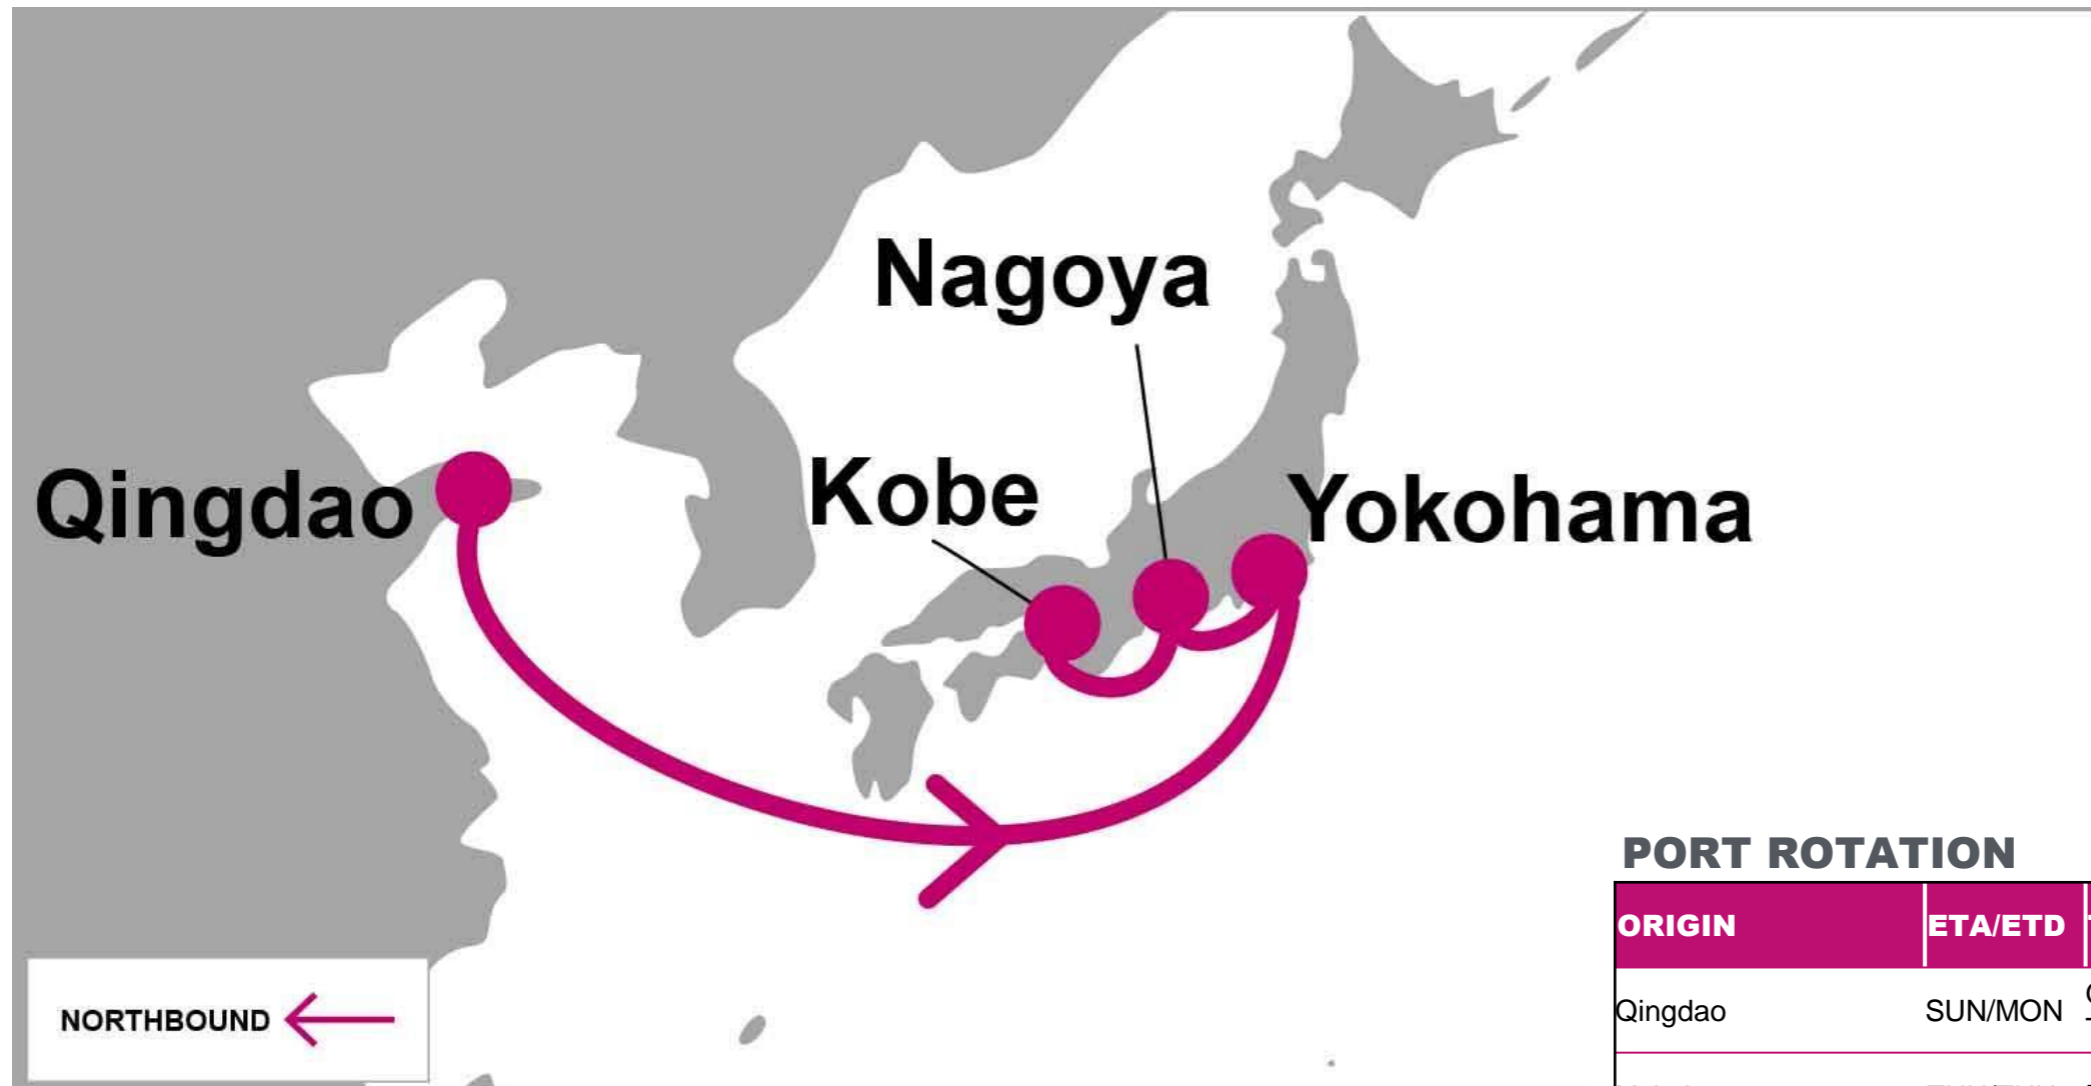 Nagoya
Kobe
Qingdao
Yokohama
PORT ROTATION
ORIGIN ETA/ETD
Qingdao SUN/MON
NORTHBOUND